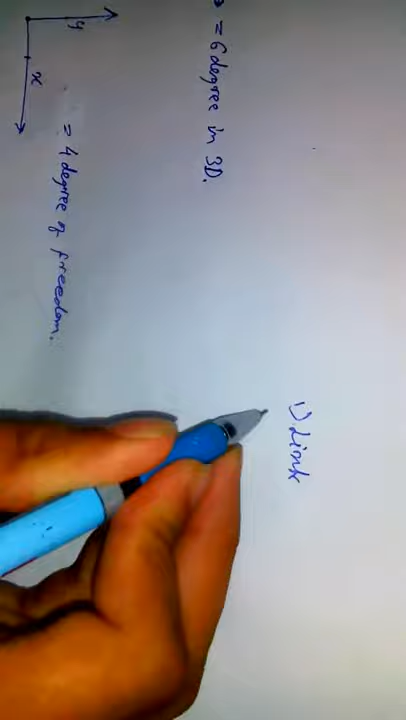 = 6 degree in 3D.
y
x
= 4 degree of freedom.
1) Link